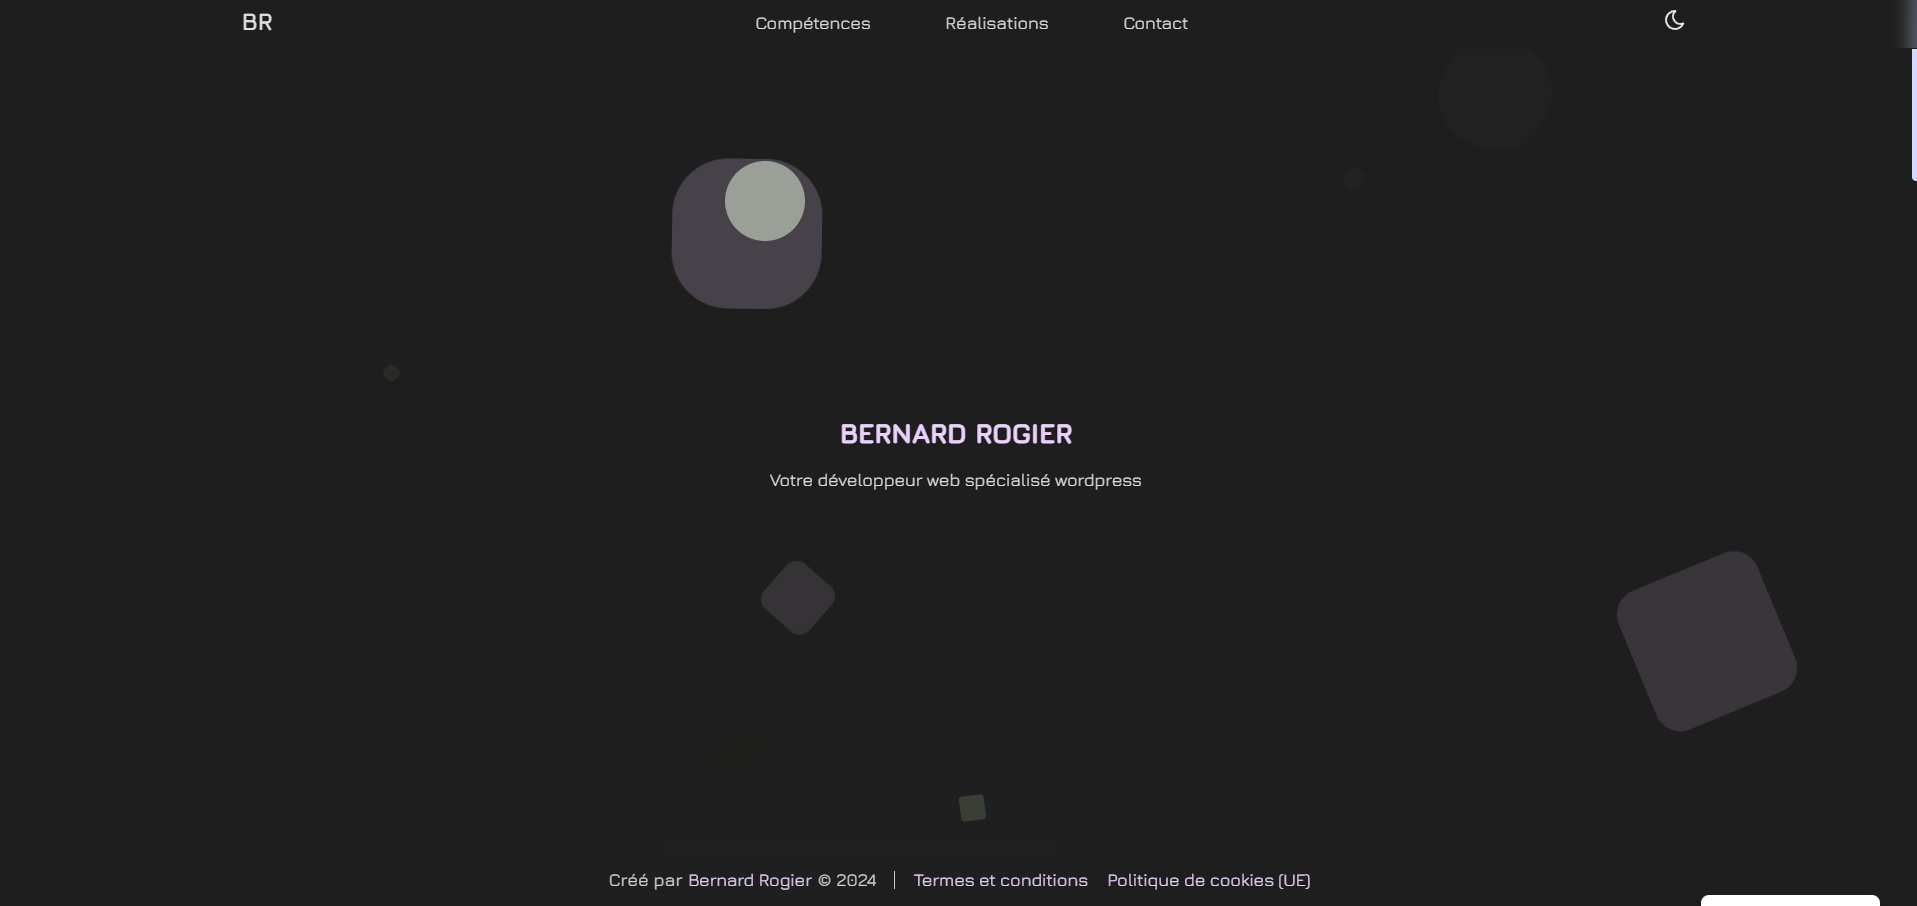 BR
Compétences
Réalisations
Contact
BERNARD ROGIER
Votre développeur web spécialisé wordpress
Créé par Bernard Rogier © 2024 | Termes et conditions Politique de cookies (UE)